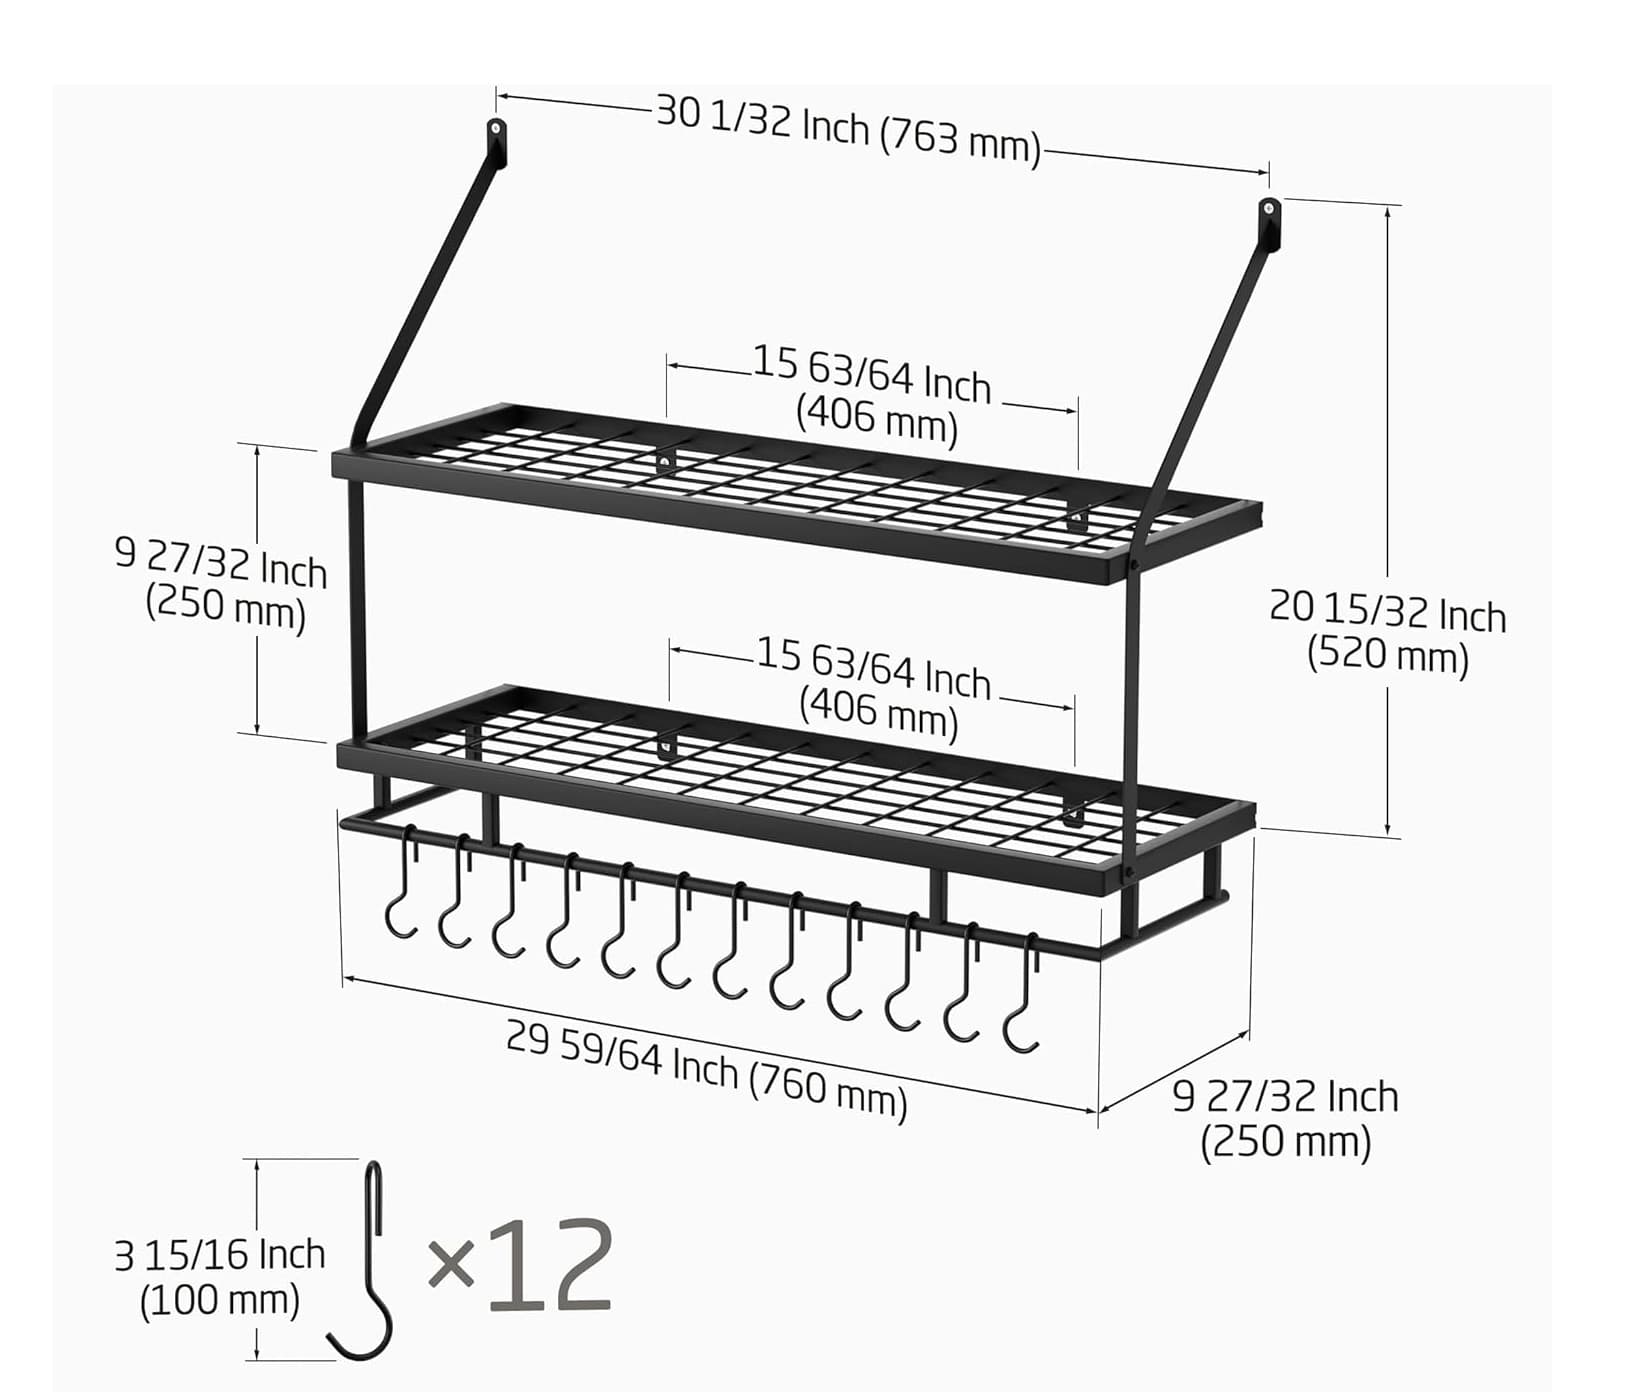 30 1/32 Inch (763 mm)
15 63/64 Inch
(406 mm)
9 27/32 Inch
(250 mm)
20 15/32 Inch
(520 mm)
15 63/64 Inch
(406 mm)
29 59/64 Inch (760 mm)
9 27/32 Inch
(250 mm)
3 15/16 Inch
(100 mm)
×12